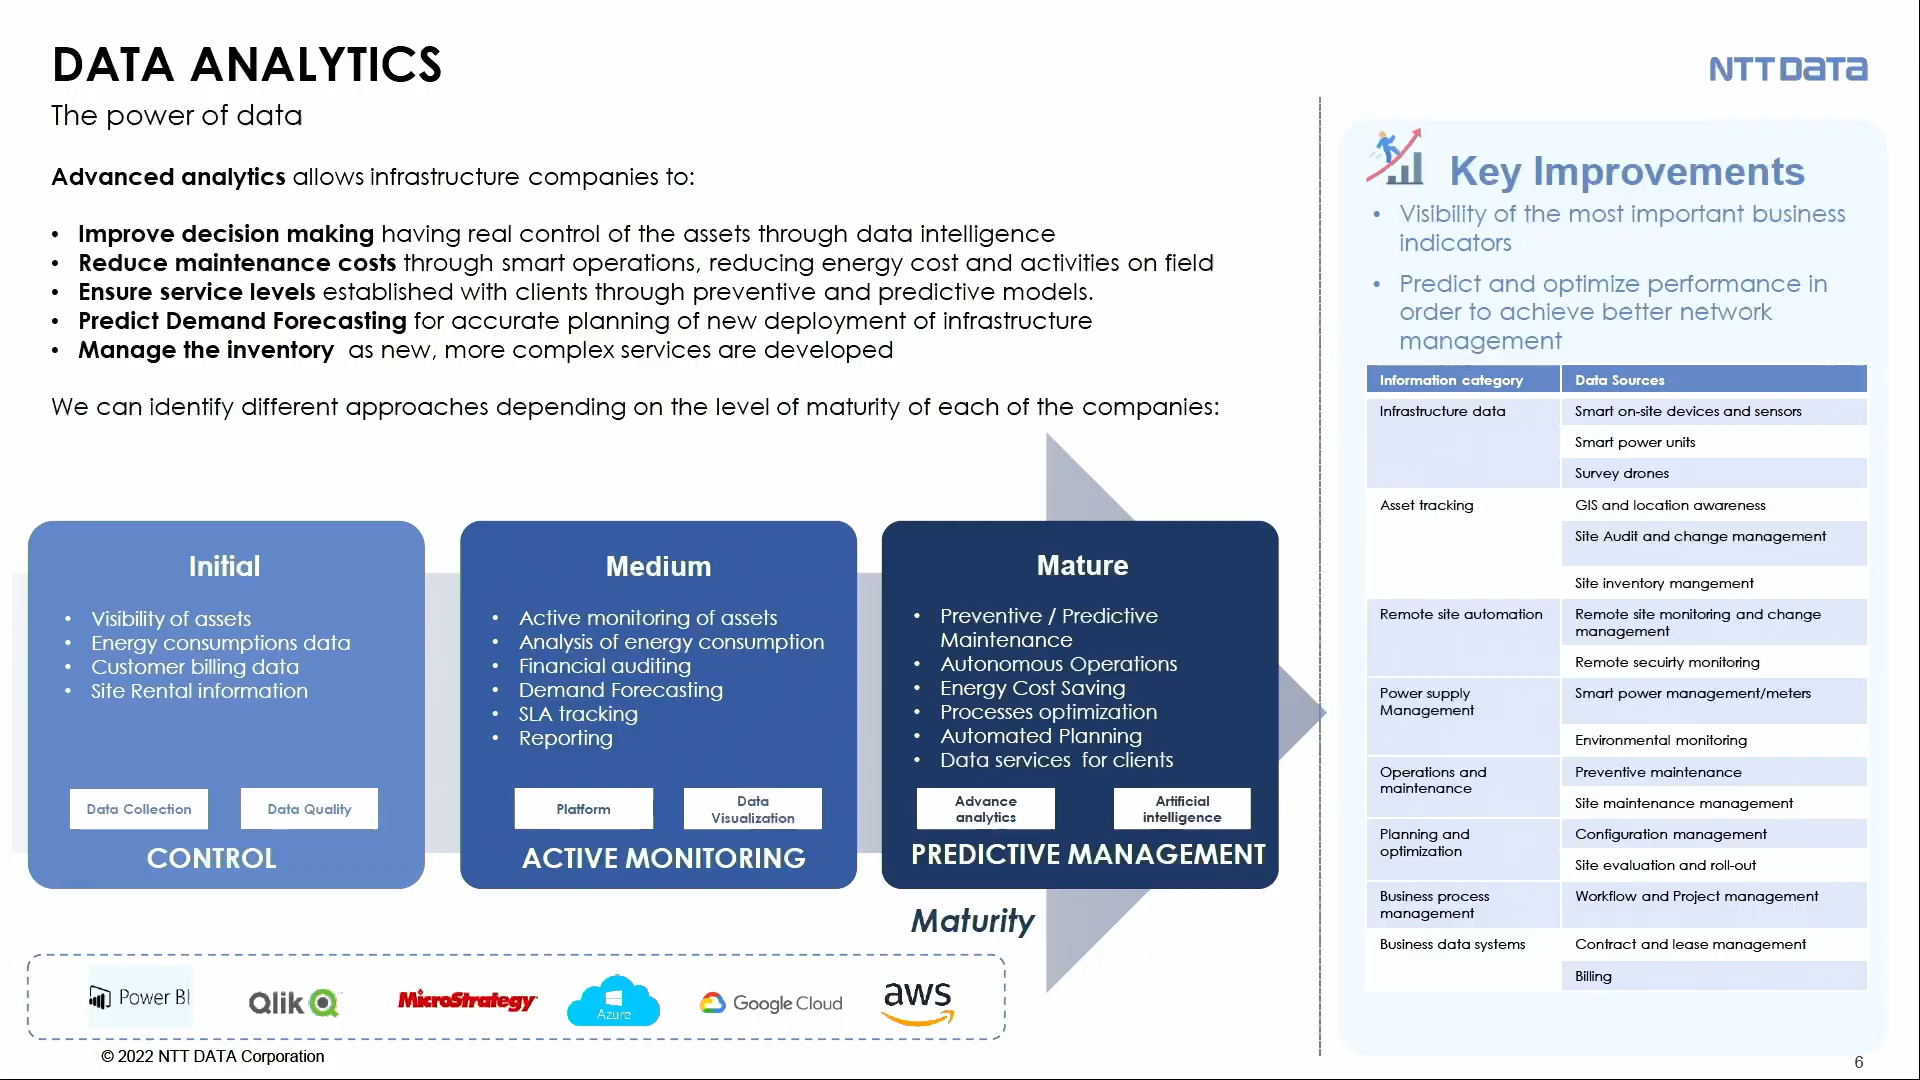 DATA ANALYTICS
The power of data
NTT DATA
Advanced analytics allows infrastructure companies to:
• Improve decision making having real control of the assets through data intelligence
• Reduce maintenance costs through smart operations, reducing energy cost and activities on field
• Ensure service levels established with clients through preventive and predictive models.
• Predict Demand Forecasting for accurate planning of new deployment of infrastructure
• Manage the inventory as new, more complex services are developed
We can identify different approaches depending on the level of maturity of each of the companies:
Initial
• Visibility of assets
• Energy consumptions data
• Customer billing data
• Site Rental information
Data Collection
Data Quality
CONTROL
Medium
• Active monitoring of assets
• Analysis of energy consumption
• Financial auditing
• Demand Forecasting
• SLA tracking
• Reporting
Platform
Data
Visualization
ACTIVE MONITORING
Mature
• Preventive / Predictive
Maintenance
• Autonomous Operations
• Energy Cost Saving
• Processes optimization
• Automated Planning
• Data services for clients
Advance
analytics
Artificial
intelligence
PREDICTIVE MANAGEMENT
Maturity
Power BI
Qlik
MicroStrategy
Azure
Google Cloud
aws
© 2022 NTT DATA Corporation
Key Improvements
• Visibility of the most important business
indicators
• Predict and optimize performance in
order to achieve better network
management
Information category Data Sources
Infrastructure data Smart on-site devices and sensors
Smart power units
Survey drones
Asset tracking GIS and location awareness
Site Audit and change management
Site inventory mangement
Remote site automation Remote site monitoring and change
management
Remote secuirty monitoring
Power supply Smart power management/meters
Management
Environmental monitoring
Operations and Preventive maintenance
maintenance
Site maintenance management
Planning and Configuration management
optimization
Site evaluation and roll-out
Business process Workflow and Project management
management
Business data systems Contract and lease management
Billing
6